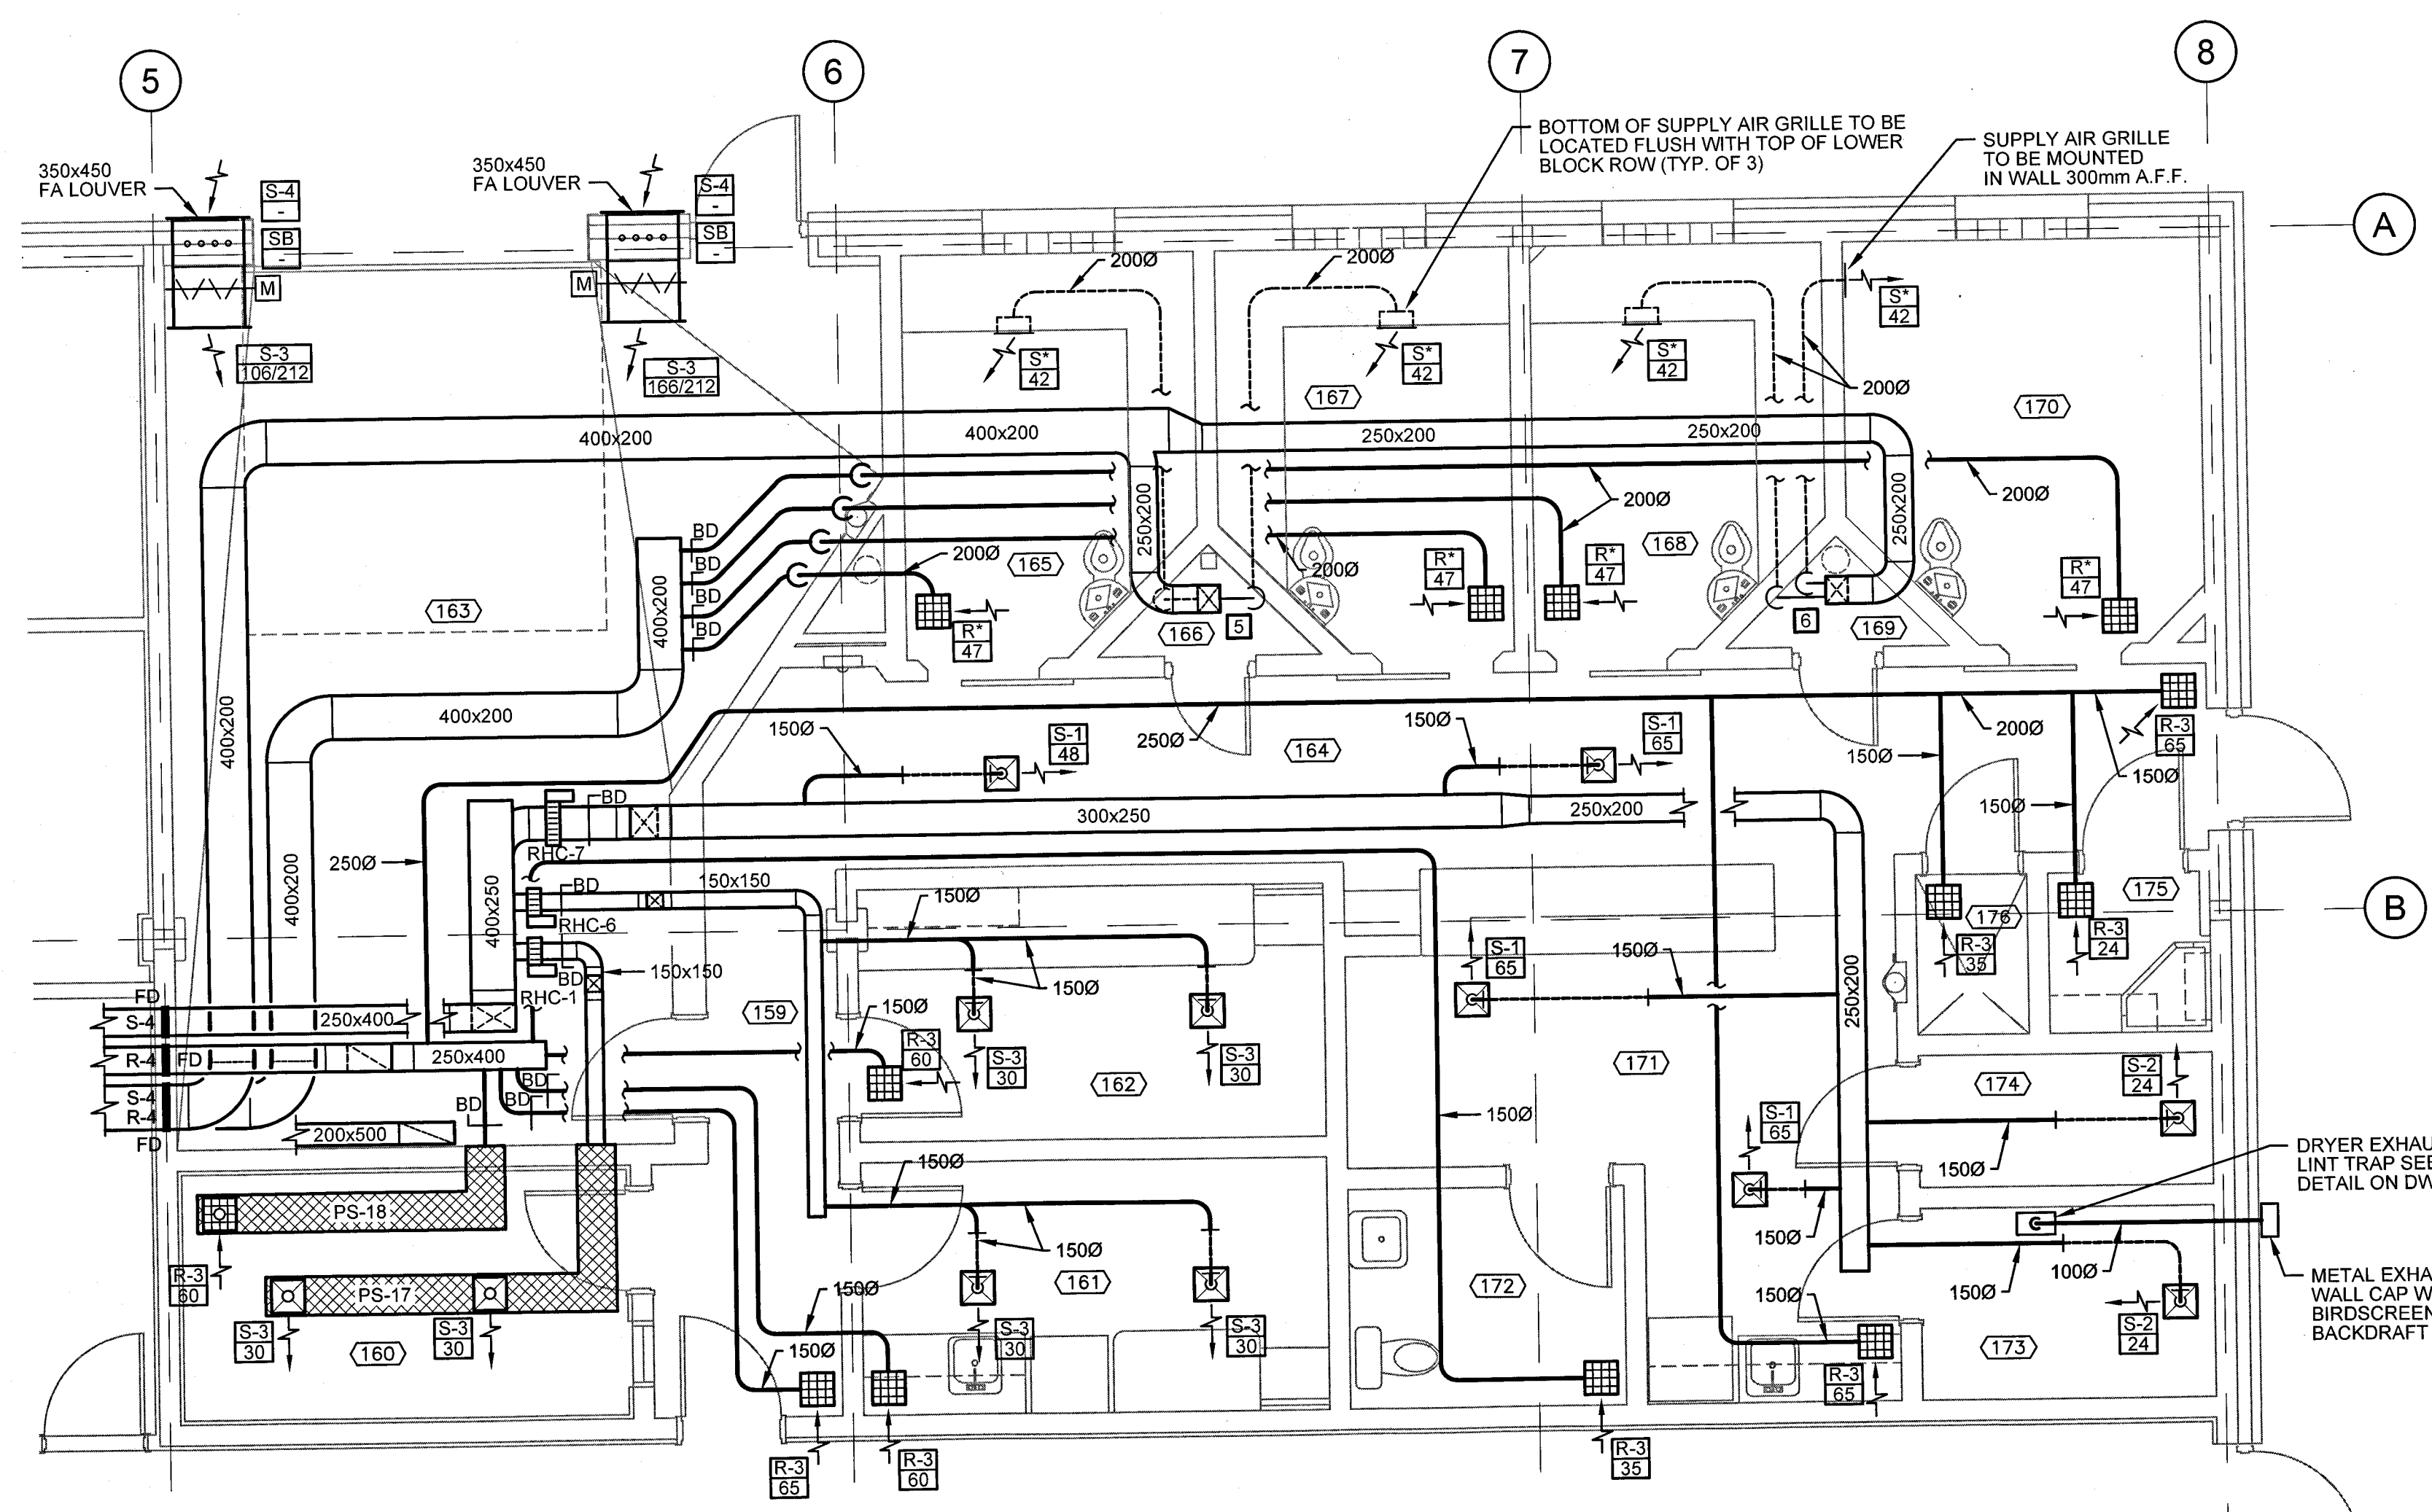 5
6
7
8
A
B
350x450
FA LOUVER
S-4
-
SB
-
M
S-3
106/212
350x450
FA LOUVER
S-4
-
SB
-
M
S-3
166/212
BOTTOM OF SUPPLY AIR GRILLE TO BE
LOCATED FLUSH WITH TOP OF LOWER
BLOCK ROW (TYP. OF 3)
SUPPLY AIR GRILLE
TO BE MOUNTED
IN WALL 300mm A.F.F.
200Ø
200Ø
S*
42
S*
42
S*
42
S*
42
167
200Ø
170
400x200
400x200
250x200
250x200
200Ø
200Ø
250x200
250x200
BD
BD
BD
BD
400x200
200Ø
165
200Ø
168
163
R*
47
R*
47
R*
47
R*
47
166
5
6
169
400x200
400x200
400x200
150Ø
S-1
48
250Ø
164
150Ø
S-1
65
150Ø
200Ø
R-3
65
150Ø
150Ø
BD
300x250
250x200
250Ø
RHC-7
400x250
BD
150x150
RHC-6
BD
150x150
RHC-1
150Ø
150Ø
159
150Ø
R-3
60
S-3
30
S-3
30
162
S-1
65
150Ø
171
250x200
176
R-3
35
175
R-3
24
FD
S-4
250x400
R-4
FD
250x400
S-4
R-4
FD
BD
BD
BD
200x500
150Ø
S-1
65
150Ø
174
S-2
24
150Ø
DRYER EXHAU
LINT TRAP SEE
DETAIL ON DW
PS-18
R-3
60
PS-17
S-3
30
S-3
30
160
150Ø
150Ø
161
150Ø
150Ø
S-3
30
S-3
30
172
150Ø
150Ø
100Ø
METAL EXHA
WALL CAP W
BIRDSCREEN
BACKDRAFT
S-2
24
173
R-3
65
R-3
65
R-3
60
R-3
35